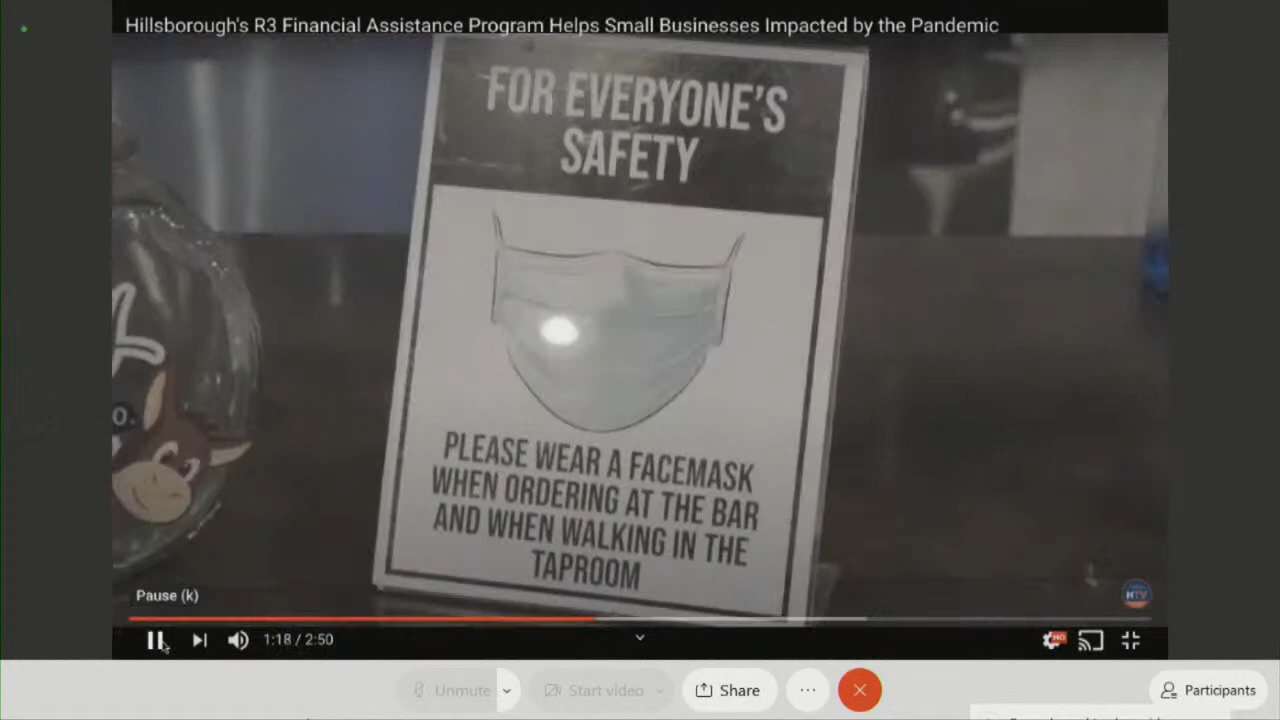 Hillsborough's R3 Financial Assistance Program Helps Small Businesses Impacted by the Pandemic
FOR EVERYONE'S
SAFETY
PLEASE WEAR A FACEMASK
WHEN ORDERING AT THE BAR
AND WHEN WALKING IN THE
TAPROOM
O.
Pause (k)
HTV
1:18 / 2:50
HD
Unmute
Start video
Share
Participants